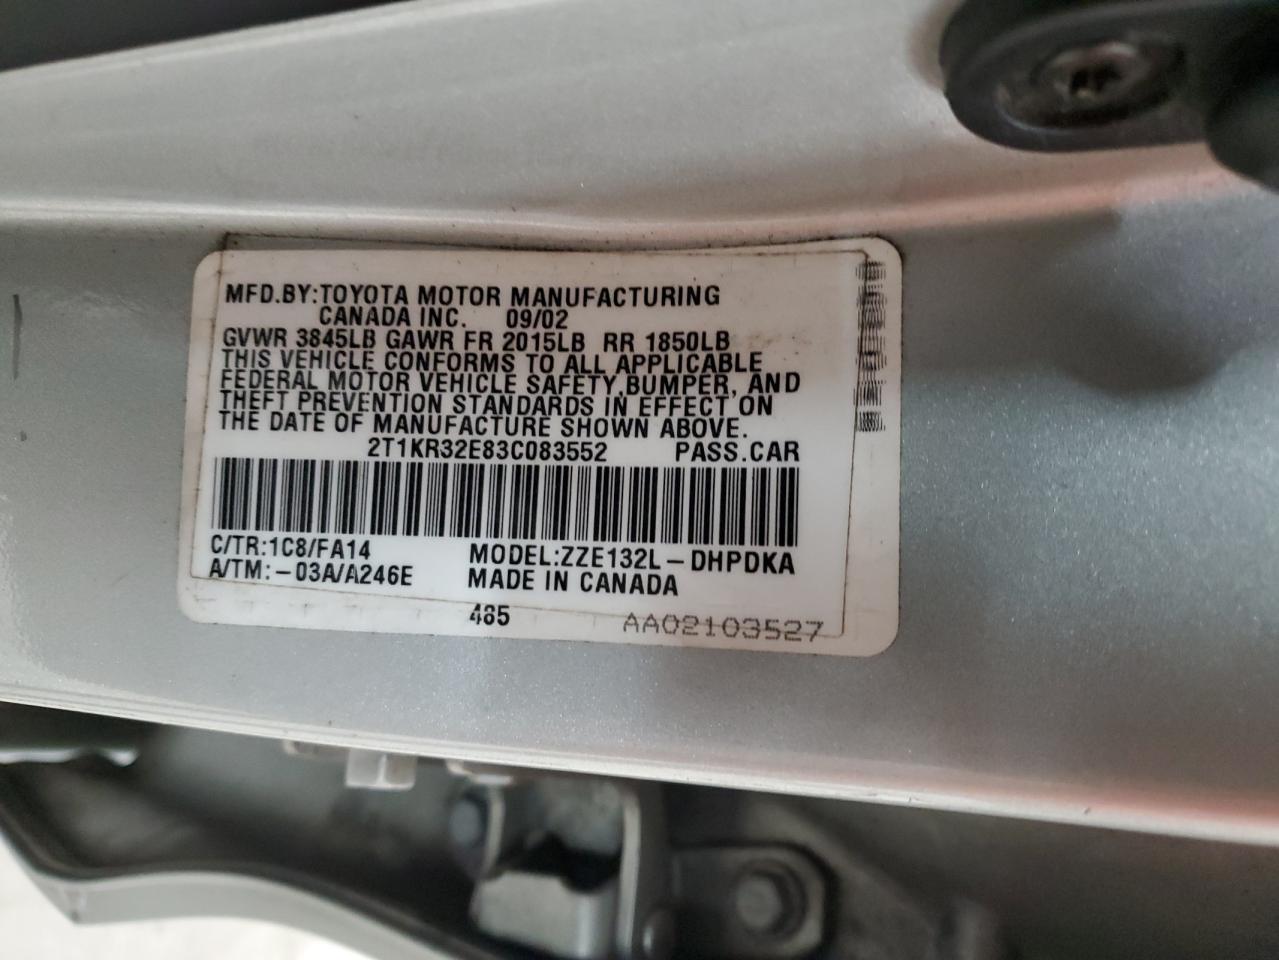 MFD.BY:TOYOTA MOTOR MANUFACTURING
CANADA INC. 09/02
GVWR 3845LB GAWR FR 2015LB RR 1850LB
THIS VEHICLE CONFORMS TO ALL APPLICABLE
FEDERAL MOTOR VEHICLE SAFETY,BUMPER, AND
THEFT PREVENTION STANDARDS IN EFFECT ON
THE DATE OF MANUFACTURE SHOWN ABOVE.
2T1KR32E83C083552 PASS.CAR
C/TR:1C8/FA14 MODEL:ZZE132L-DHPDKA
A/TM:-03A/A246E MADE IN CANADA
485 AA02103527